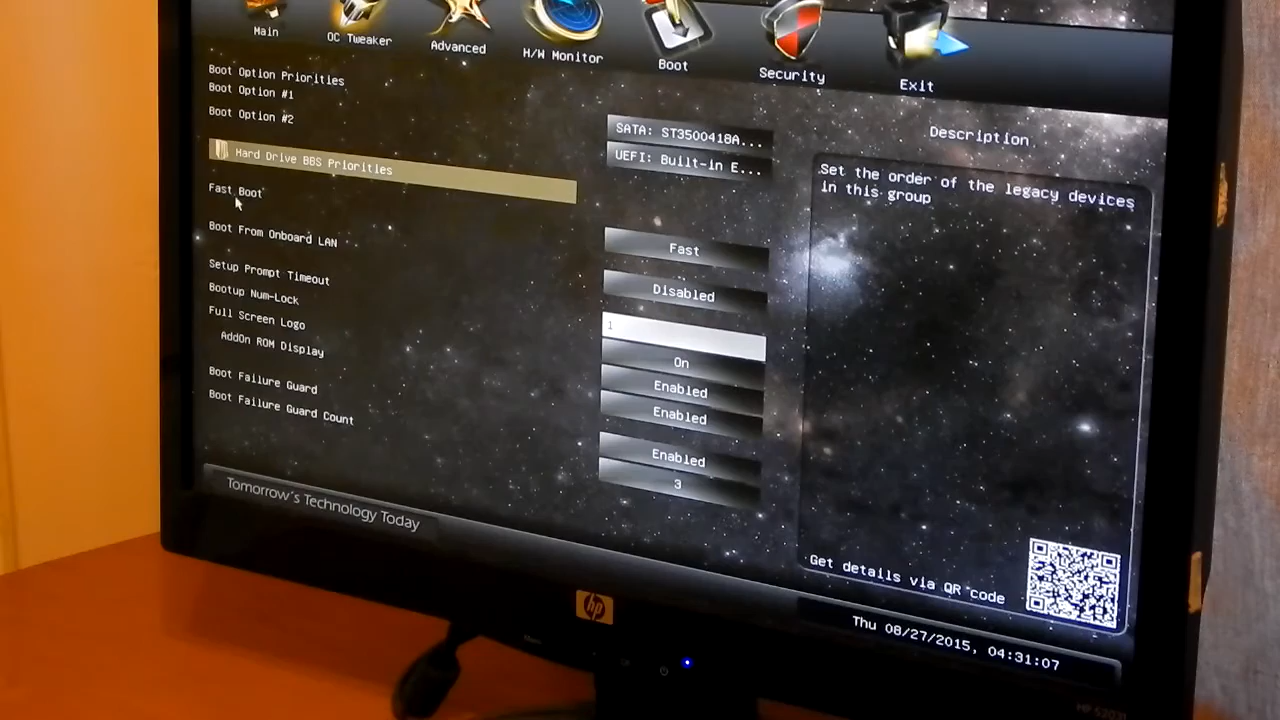 Main
OC Tweaker
Advanced
H/W Monitor
Boot
Security
Exit
Boot Option Priorities
Boot Option #1
SATA: ST3500418A...
Boot Option #2
UEFI: Built-in E...
Hard Drive BBS Priorities
Fast Boot
Fast
Boot From Onboard LAN
Disabled
Setup Prompt Timeout
1
Bootup Num-Lock
On
Full Screen Logo
Enabled
AddOn ROM Display
Enabled
Boot Failure Guard
Enabled
Boot Failure Guard Count
3
Description
Set the order of the legacy devices
in this group
Get details via QR code
Tomorrow's Technology Today
Thu 08/27/2015, 04:31:07
hp